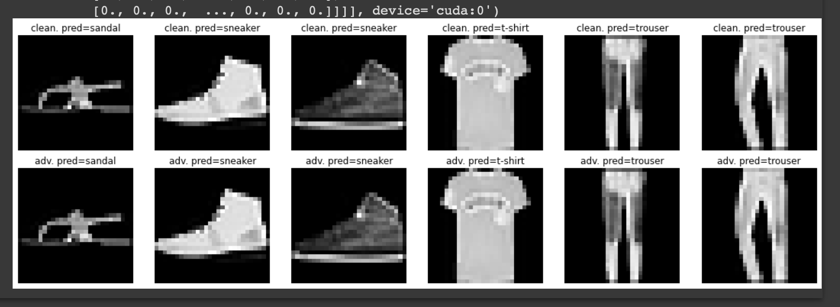 [0., 0., 0., ..., 0., 0., 0.]]]], device='cuda:0')
clean. pred=sandal clean. pred=sneaker clean. pred=sneaker clean. pred=t-shirt clean. pred=trouser clean. pred=trouser
adv. pred=sandal adv. pred=sneaker adv. pred=sneaker adv. pred=t-shirt adv. pred=trouser adv. pred=trouser